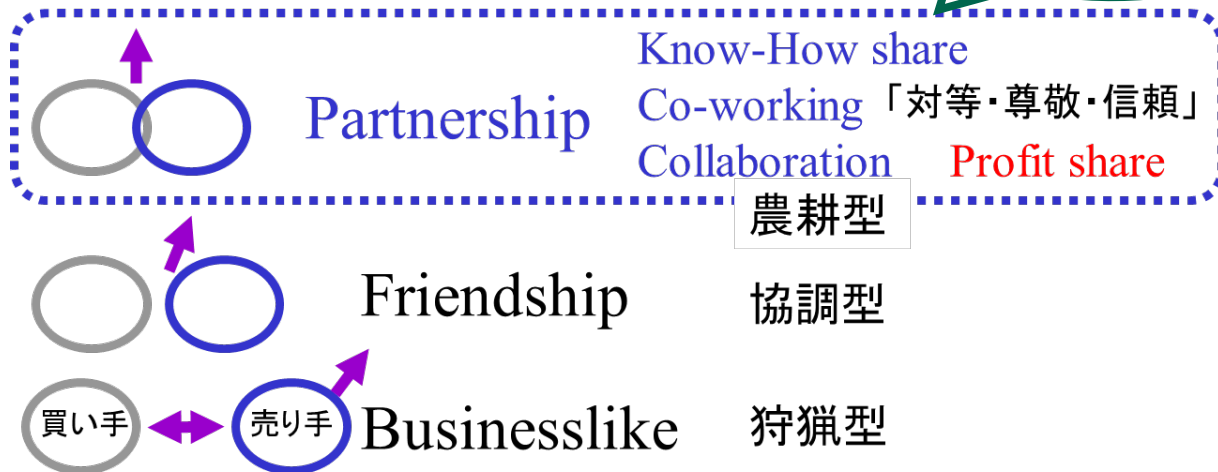 Know-How share
Partnership
Co-working 「対等・尊敬・信頼」
Collaboration Profit share
農耕型
Friendship 協調型
買い手 売り手 Businesslike 狩猟型